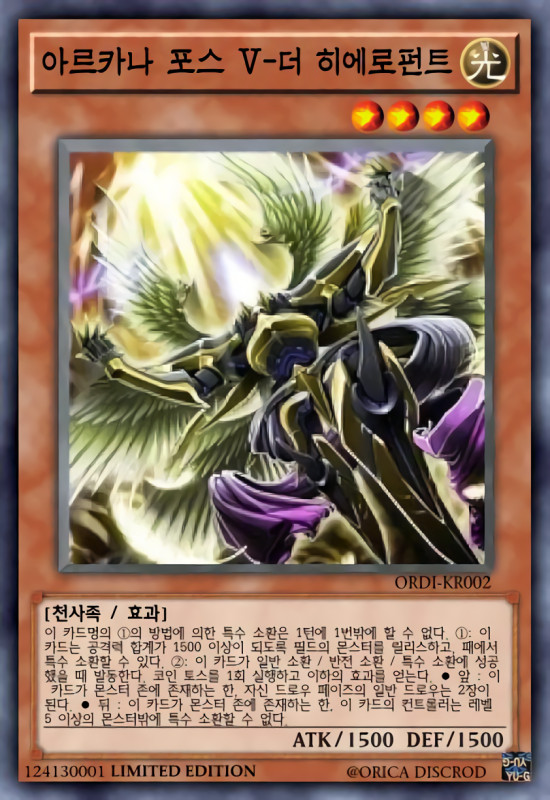 아르카나 포스 V-더 히에로펀트
光
ORDI-KR002
[천사족 / 효과]
이 카드명의 ①의 방법에 의한 특수 소환은 1턴에 1번밖에 할 수 없다. ①: 이
카드는 공격력 합계가 1500 이상이 되도록 필드의 몬스터를 릴리스하고, 패에서
특수 소환할 수 있다. ②: 이 카드가 일반 소환 / 반전 소환 / 특수 소환에 성공
했을 때 발동한다. 코인 토스를 1회 실행하고 이하의 효과를 얻는다. ● 앞 : 이
카드가 몬스터 존에 존재하는 한, 자신 드로우 페이즈의 일반 드로우는 2장이
된다. ● 뒤 : 이 카드가 몬스터 존에 존재하는 한, 이 카드의 컨트롤러는 레벨
5 이상의 몬스터밖에 특수 소환할 수 없다.
ATK/1500 DEF/1500
124130001 LIMITED EDITION @ORICA DISCROD